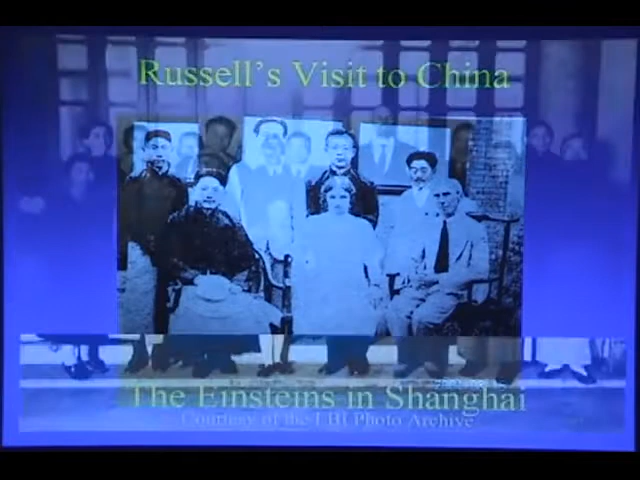 Russell's Visit to China
The Einsteins in Shanghai
Courtesy of the LBI Photo Archive